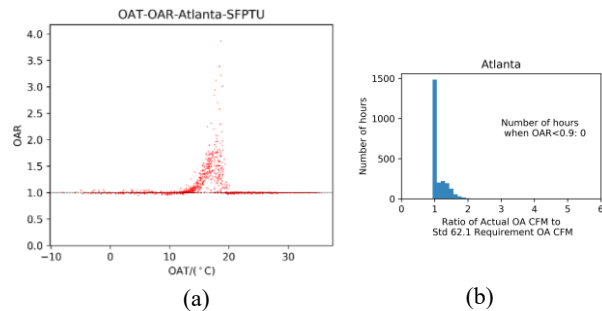 OAT-OAR-Atlanta-SFPTU
OAR
4.0
3.5
3.0
2.5
2.0
1.5
1.0
0.5
0.0
−10
0
10
20
30
OAT/(°C)
(a)
Atlanta
Number of hours
1500
1000
500
0
Number of hours
when OAR<0.9: 0
0
1
2
3
4
5
6
Ratio of Actual OA CFM to
Std 62.1 Requirement OA CFM
(b)